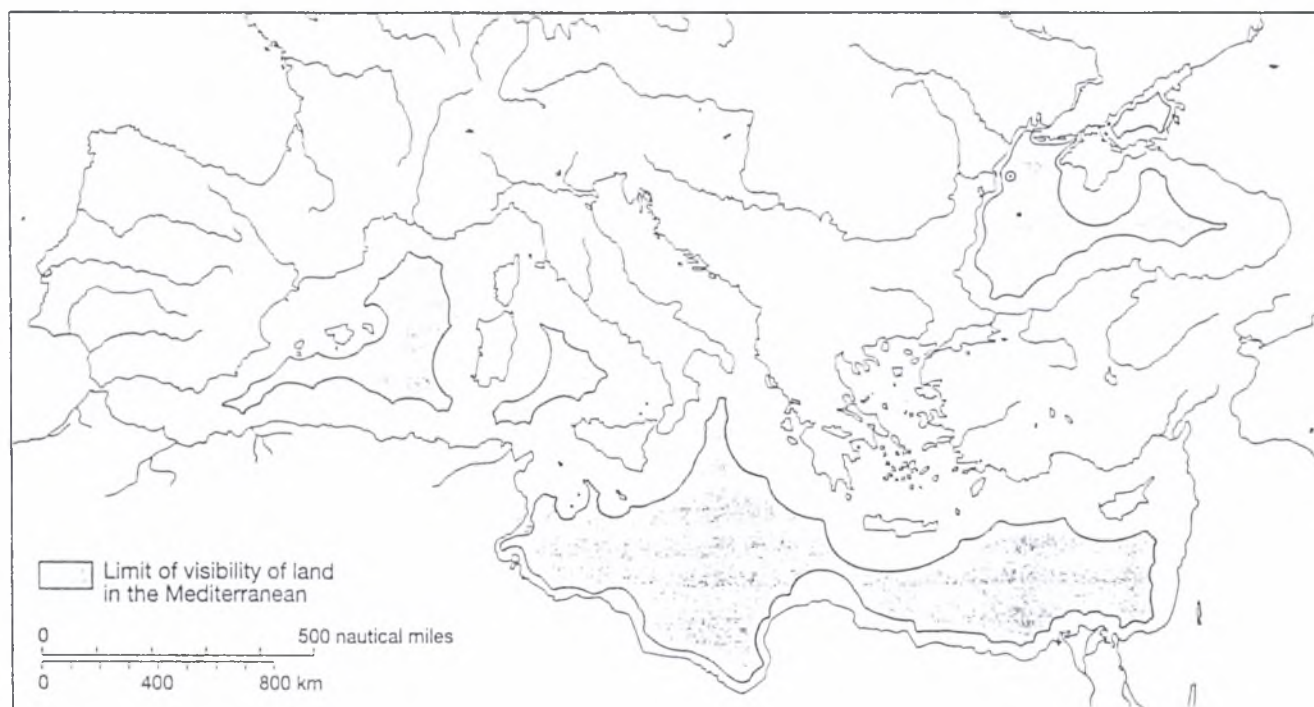 Limit of visibility of land
in the Mediterranean
0 500 nautical miles
0 400 800 km